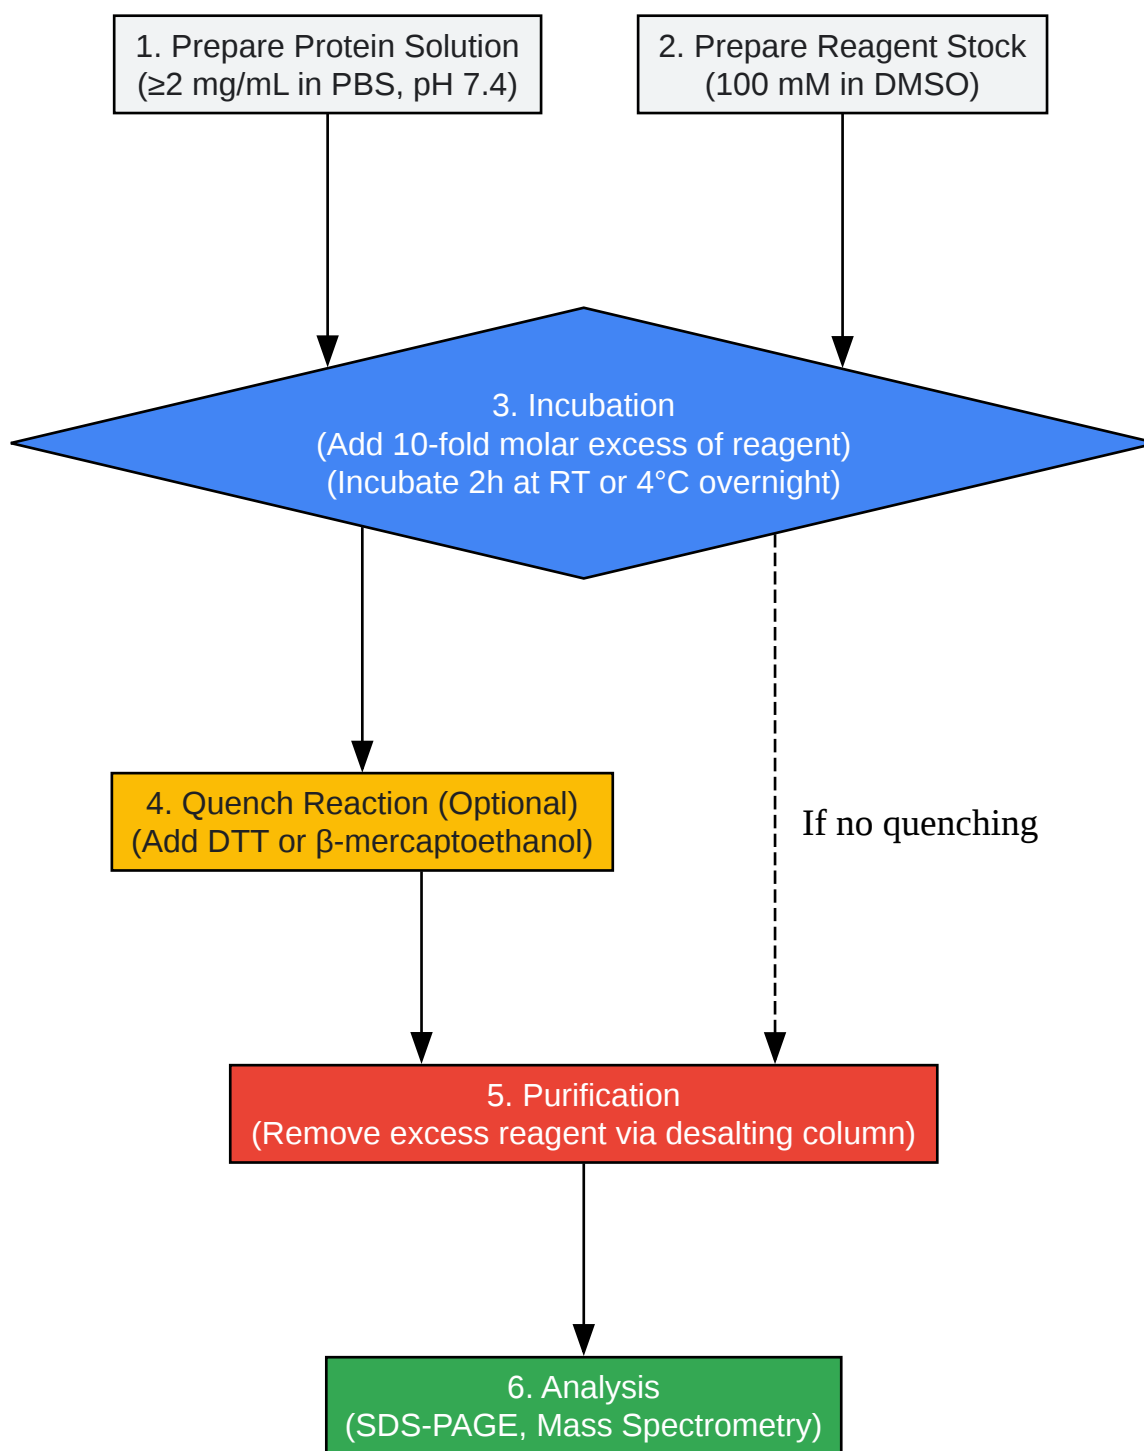 1. Prepare Protein Solution
(≥2 mg/mL in PBS, pH 7.4)
2. Prepare Reagent Stock
(100 mM in DMSO)
3. Incubation
(Add 10-fold molar excess of reagent)
(Incubate 2h at RT or 4°C overnight)
4. Quench Reaction (Optional)
(Add DTT or β-mercaptoethanol)
If no quenching
5. Purification
(Remove excess reagent via desalting column)
6. Analysis
(SDS-PAGE, Mass Spectrometry)